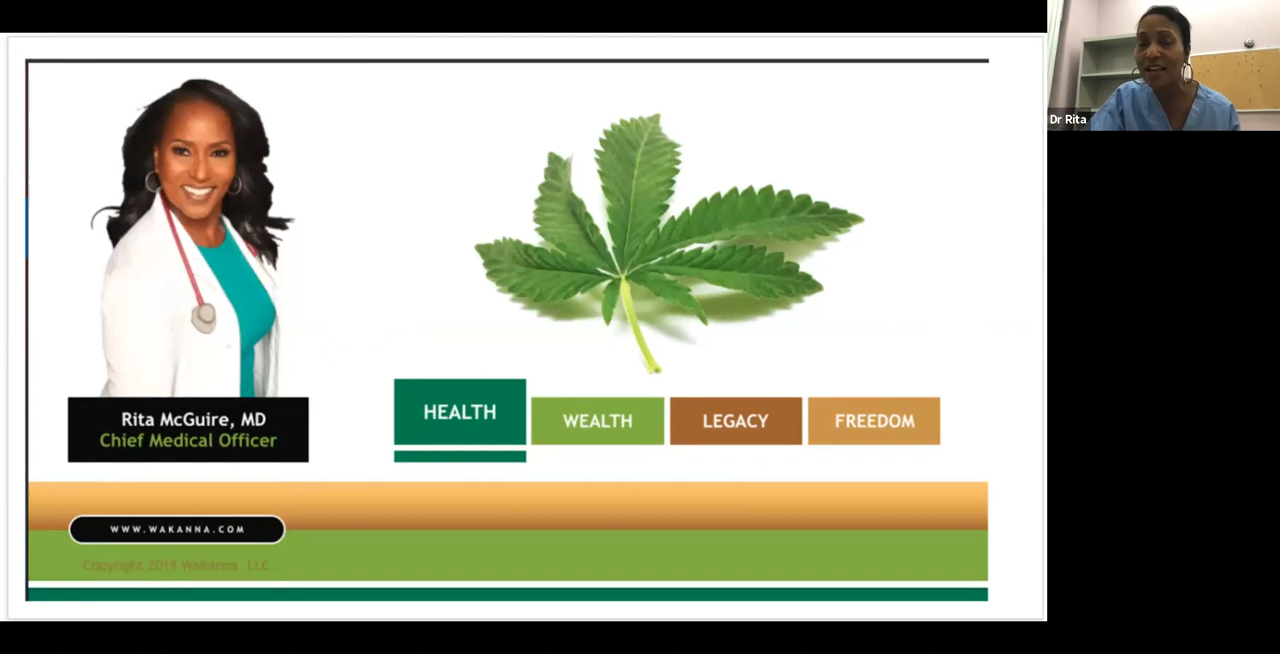 Dr Rita
Rita McGuire, MD
Chief Medical Officer
HEALTH
WEALTH
LEGACY
FREEDOM
WWW.WAKANNA.COM
Copyright 2019 WaKanna, LLC